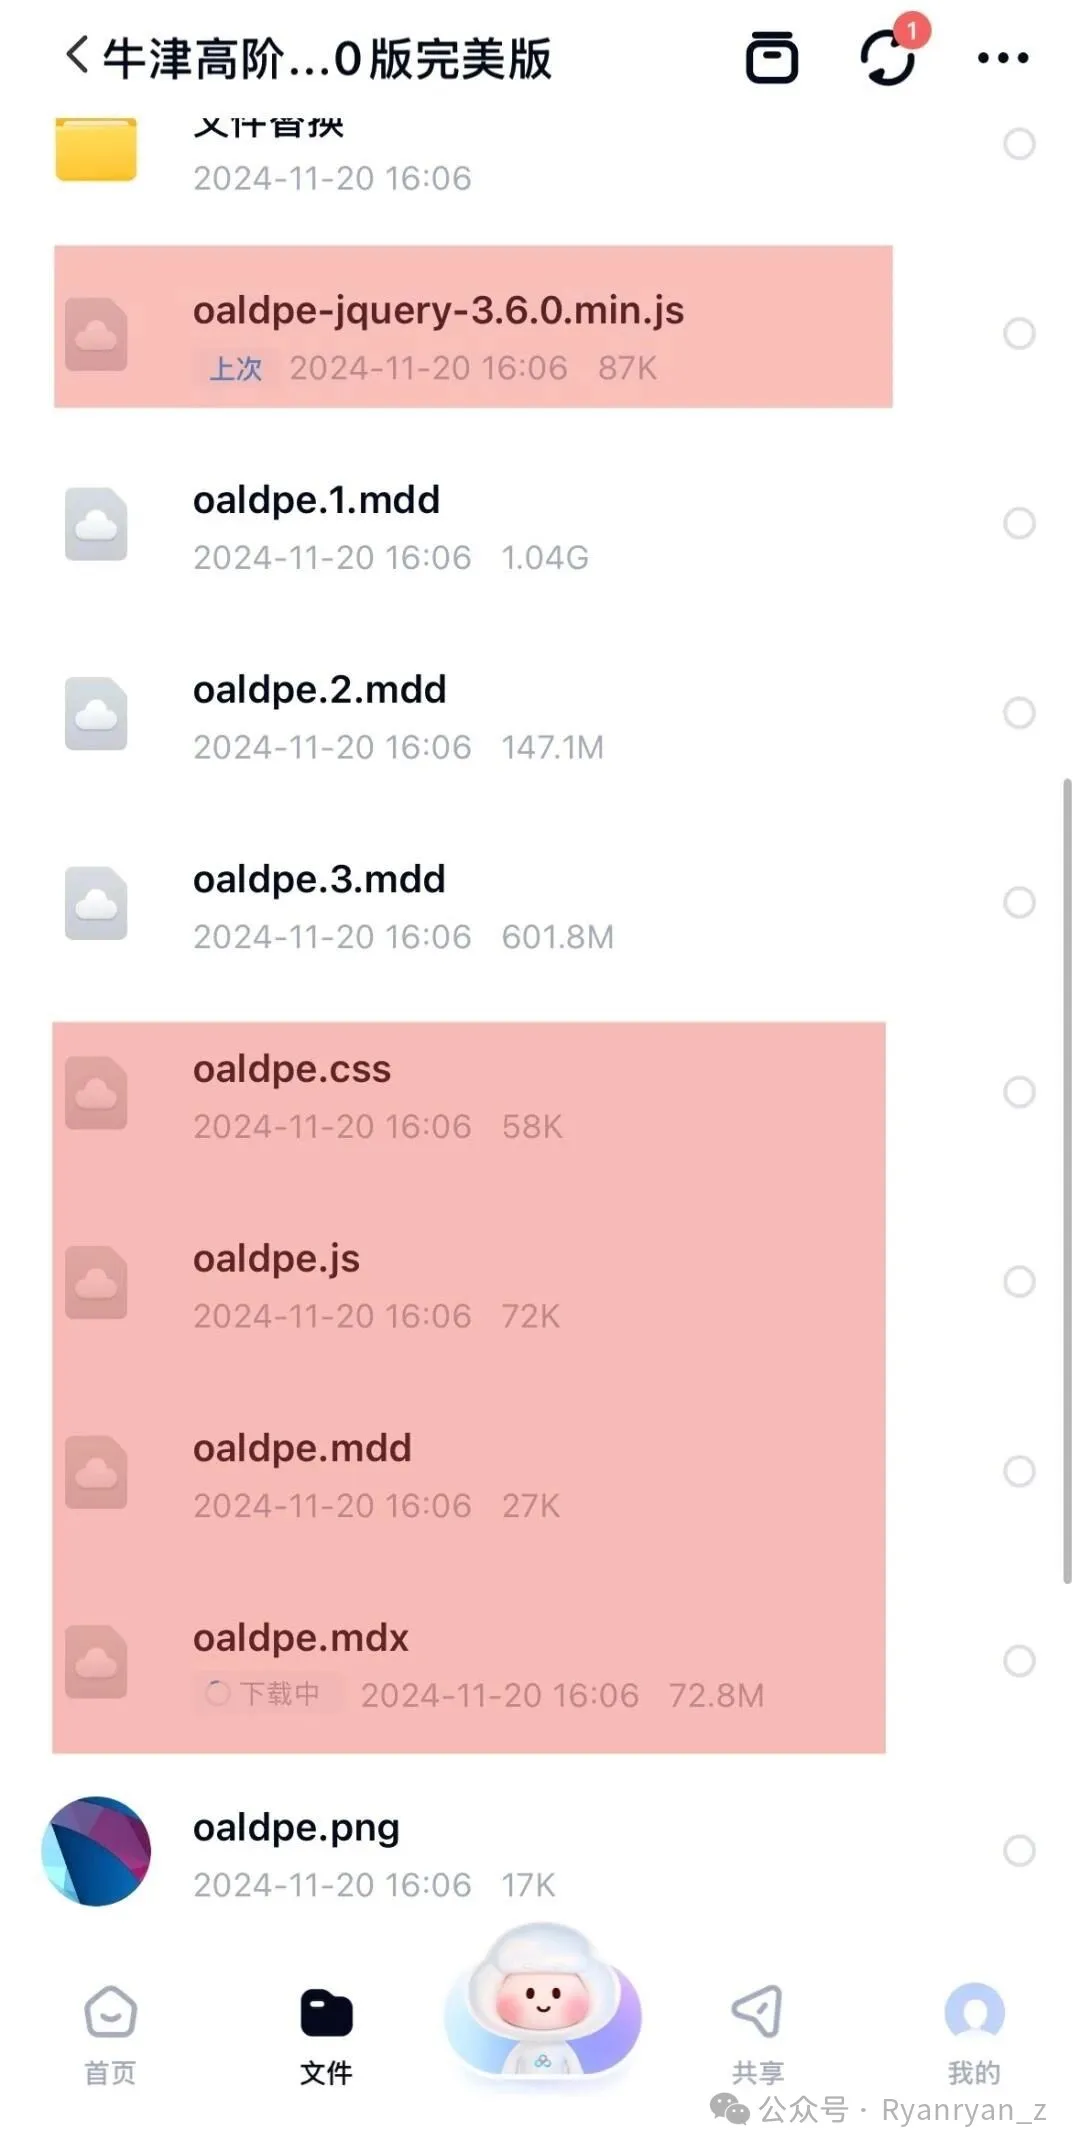 牛津高阶...0版完美版
1
文件替换
2024-11-20 16:06
oaldpe-jquery-3.6.0.min.js
上次 2024-11-20 16:06 87K
oaldpe.1.mdd
2024-11-20 16:06 1.04G
oaldpe.2.mdd
2024-11-20 16:06 147.1M
oaldpe.3.mdd
2024-11-20 16:06 601.8M
oaldpe.css
2024-11-20 16:06 58K
oaldpe.js
2024-11-20 16:06 72K
oaldpe.mdd
2024-11-20 16:06 27K
oaldpe.mdx
下载中 2024-11-20 16:06 72.8M
oaldpe.png
2024-11-20 16:06 17K
首页 文件 共享 我的
公众号 · Ryanryan_z